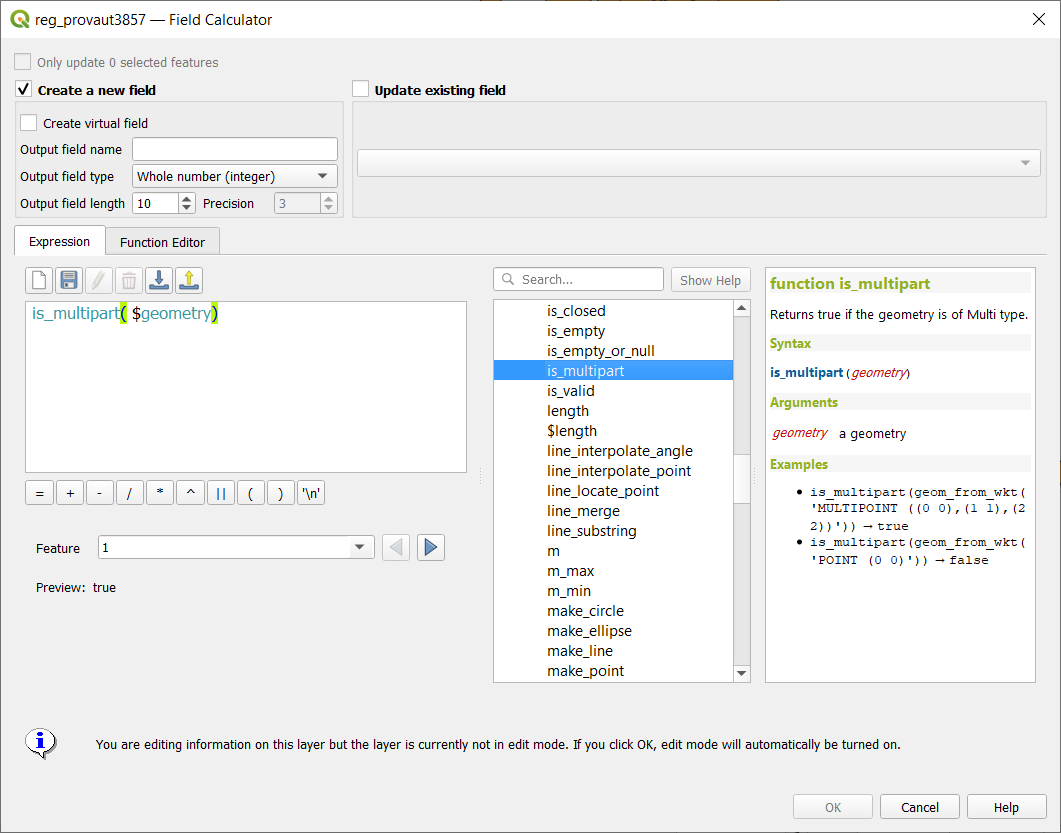 reg_provaut3857 — Field Calculator
Only update 0 selected features
Create a new field
Update existing field
Create virtual field
Output field name
Output field type Whole number (integer)
Output field length 10 Precision 3
Expression Function Editor
Search... Show Help
is_multipart( $geometry)
= + - / * ^ || ( ) '\n'
Feature 1
Preview: true
is_closed
is_empty
is_empty_or_null
is_multipart
is_valid
length
$length
line_interpolate_angle
line_interpolate_point
line_locate_point
line_merge
line_substring
m
m_max
m_min
make_circle
make_ellipse
make_line
make_point
function is_multipart
Returns true if the geometry is of Multi type.
Syntax
is_multipart(geometry)
Arguments
geometry a geometry
Examples
• is_multipart(geom_from_wkt(
'MULTIPOINT ((0 0),(1 1),(2
2))')) → true
• is_multipart(geom_from_wkt(
'POINT (0 0)')) → false
You are editing information on this layer but the layer is currently not in edit mode. If you click OK, edit mode will automatically be turned on.
OK Cancel Help